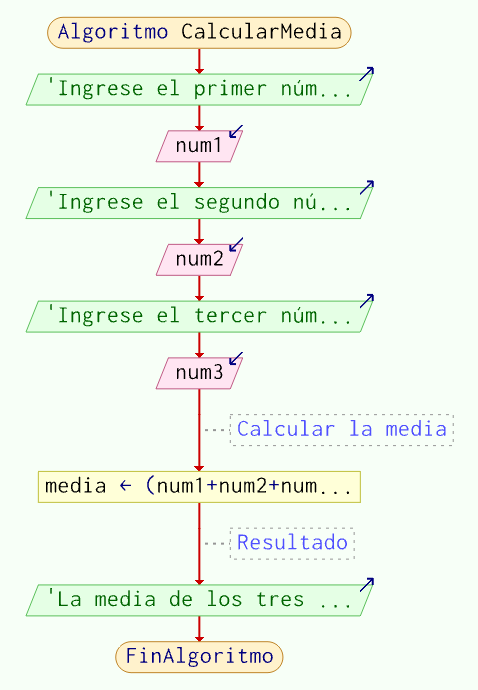 Algoritmo CalcularMedia
'Ingrese el primer núm...
num1
'Ingrese el segundo nú...
num2
'Ingrese el tercer núm...
num3
Calcular la media
media ← (num1+num2+num...
Resultado
'La media de los tres ...
FinAlgoritmo